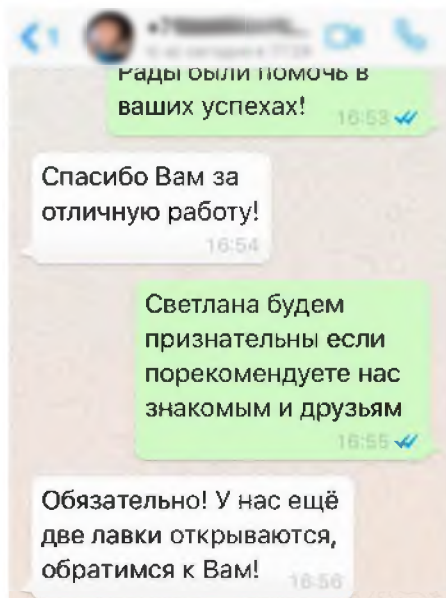 1
Рады были помочь в
ваших успехах!
16:53
Спасибо Вам за
отличную работу!
16:54
Светлана будем
признательны если
порекомендуете нас
знакомым и друзьям
16:55
Обязательно! У нас ещё
две лавки открываются,
обратимся к Вам!
16:56